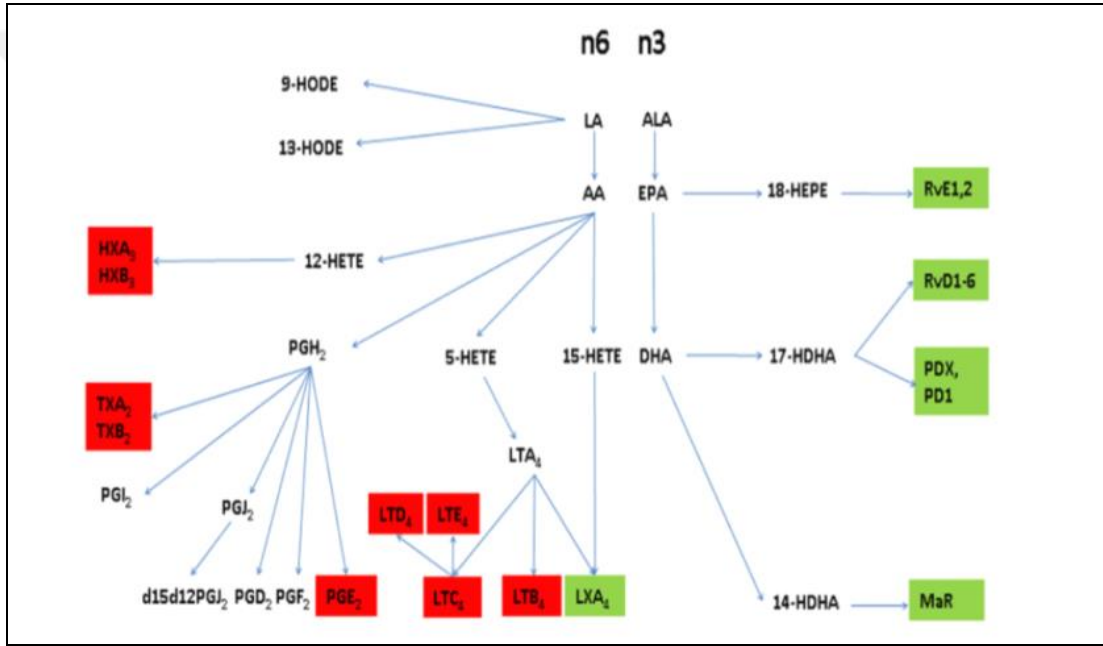 n6 n3
9-HODE
LA ALA
13-HODE
AA EPA 18-HEPE RvE1,2
HXA₃
HXB₃
12-HETE
RvD1-6
PGH₂ 5-HETE 15-HETE DHA 17-HDHA
PDX,
PD1
TXA₂
TXB₂
LTA₄
PGI₂
PGJ₂
LTD₄ LTE₄
d15d12PGJ₂ PGD₂ PGF₂ PGE₂ LTC₄ LTB₄ LXA₄ 14-HDHA MaR